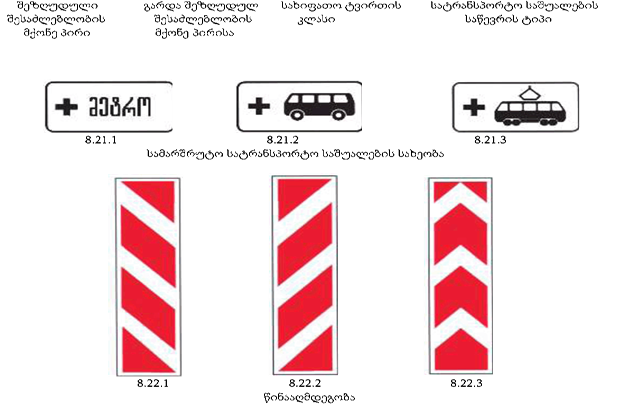 შეზღუდული
შესაძლებლობის
მქონე პირი
გარდა შეზღუდულ
შესაძლებლობის
მქონე პირისა
სახიფათო ტვირთის
კლასი
სატრანსპორტო საშუალების
საწევრის ტიპი
+ მეტრო
+
+
8.21.1
8.21.2
8.21.3
სამარშრუტო სატრანსპორტო საშუალების სახეობა
8.22.1
8.22.2
8.22.3
წინააღმდეგობა